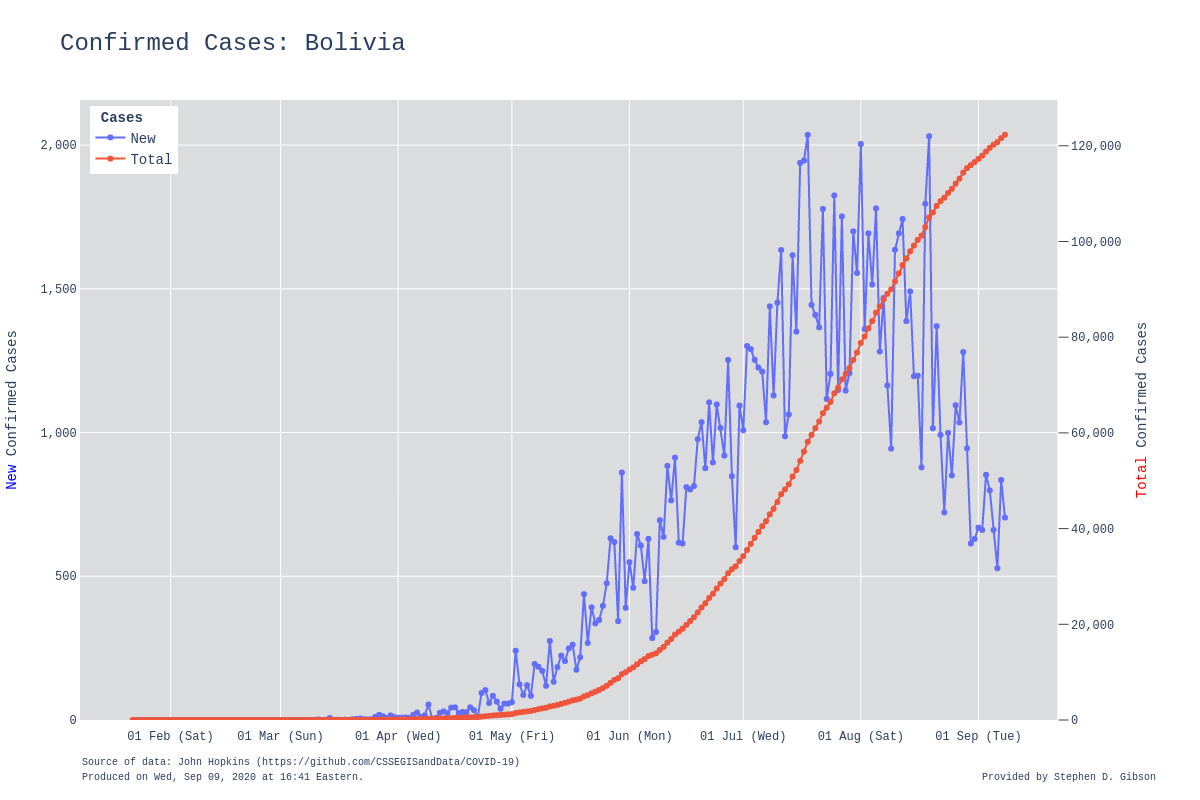 Confirmed Cases: Bolivia
Cases
New
Total
2,000
1,500
1,000
500
0
New Confirmed Cases
120,000
100,000
80,000
60,000
40,000
20,000
0
Total Confirmed Cases
01 Feb (Sat) 01 Mar (Sun) 01 Apr (Wed) 01 May (Fri) 01 Jun (Mon) 01 Jul (Wed) 01 Aug (Sat) 01 Sep (Tue)
Source of data: John Hopkins (https://github.com/CSSEGISandData/COVID-19)
Produced on Wed, Sep 09, 2020 at 16:41 Eastern.
Provided by Stephen D. Gibson